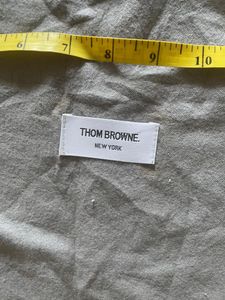 6 7 8 9 10
THOM BROWNE.
NEW YORK